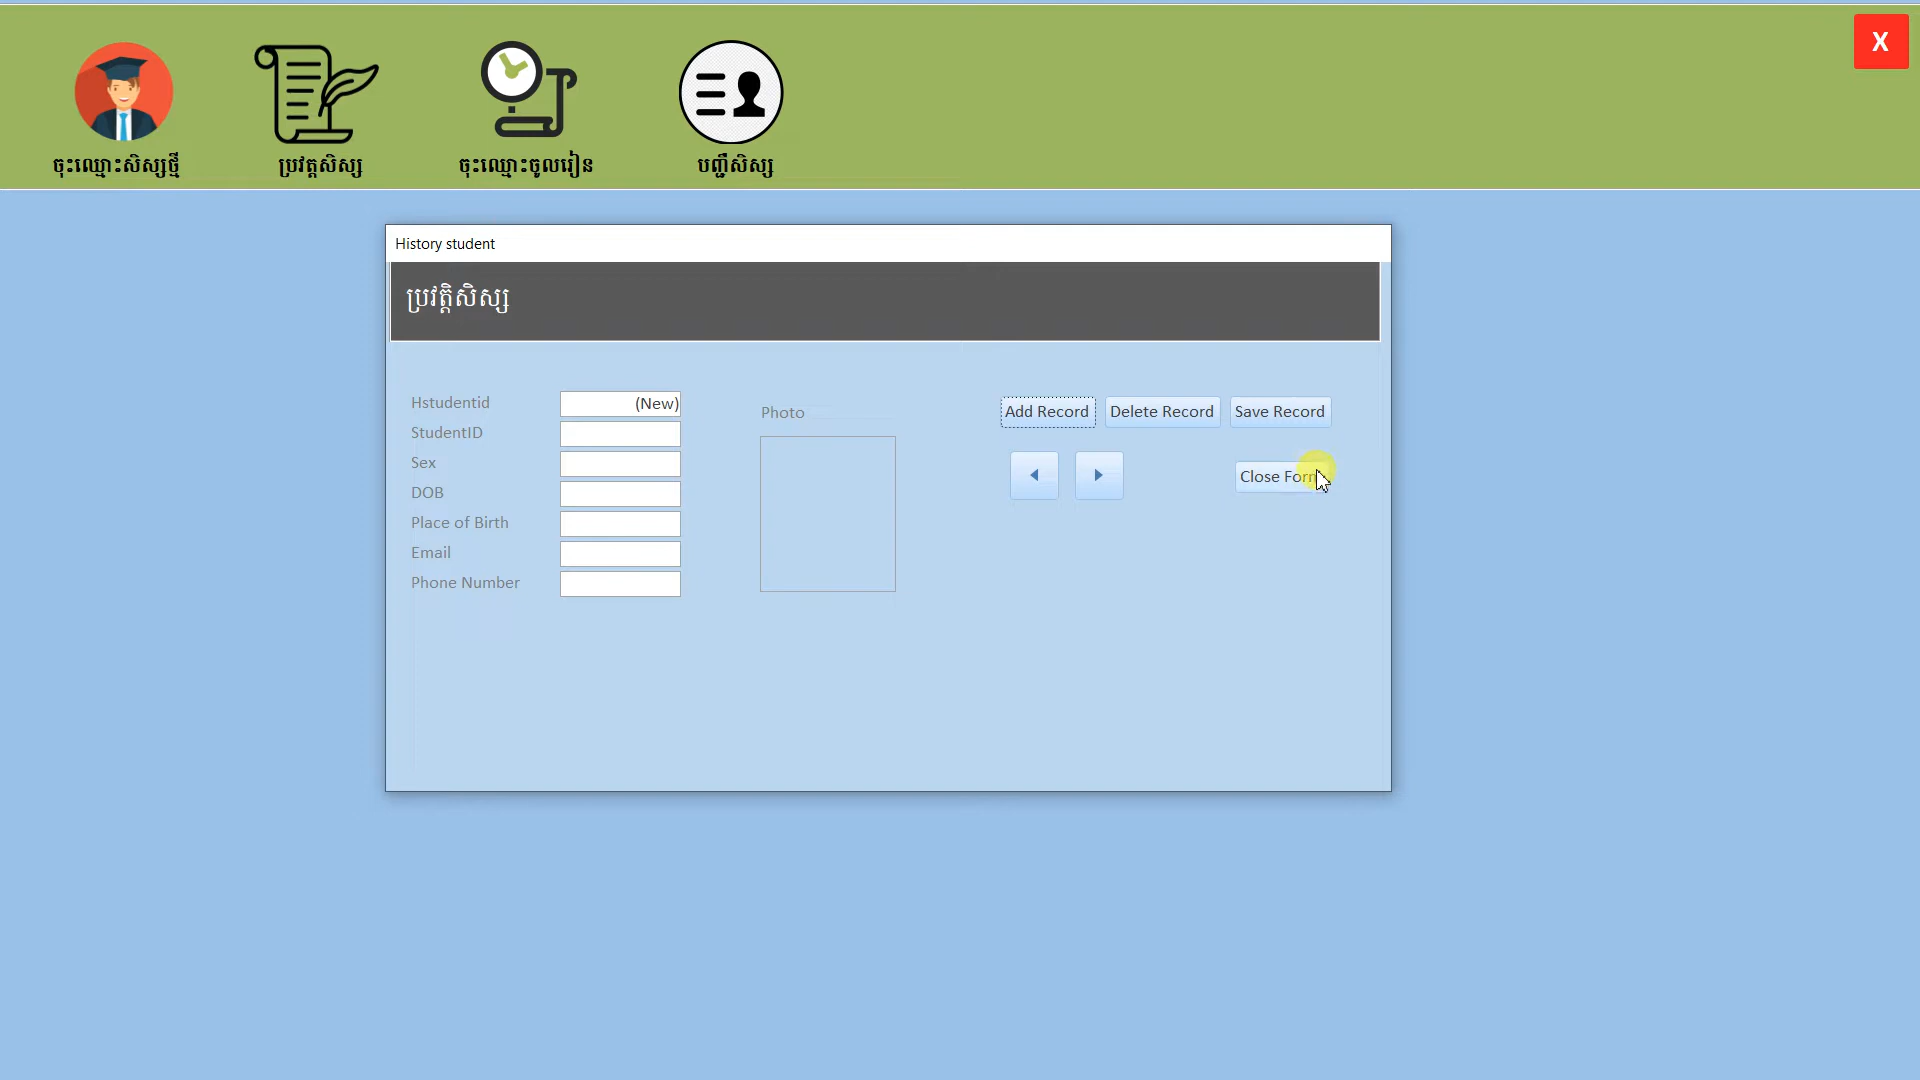 X
ចុះឈ្មោះសិស្សថ្មី
ប្រវត្តសិស្ស
ចុះឈ្មោះចូលរៀន
បញ្ជីសិស្ស
History student
ប្រវត្តិសិស្ស
Hstudentid (New)
StudentID
Sex
DOB
Place of Birth
Email
Phone Number
Photo
Add Record Delete Record Save Record
Close Form